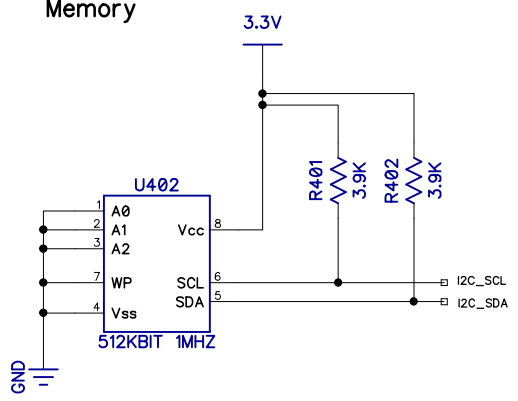 Memory
3.3V
R401
3.9K
R402
3.9K
U402
1 A0
2 A1
3 A2
7 WP
4 Vss
Vcc 8
SCL 6
SDA 5
I2C_SCL
I2C_SDA
512KBIT 1MHZ
GND